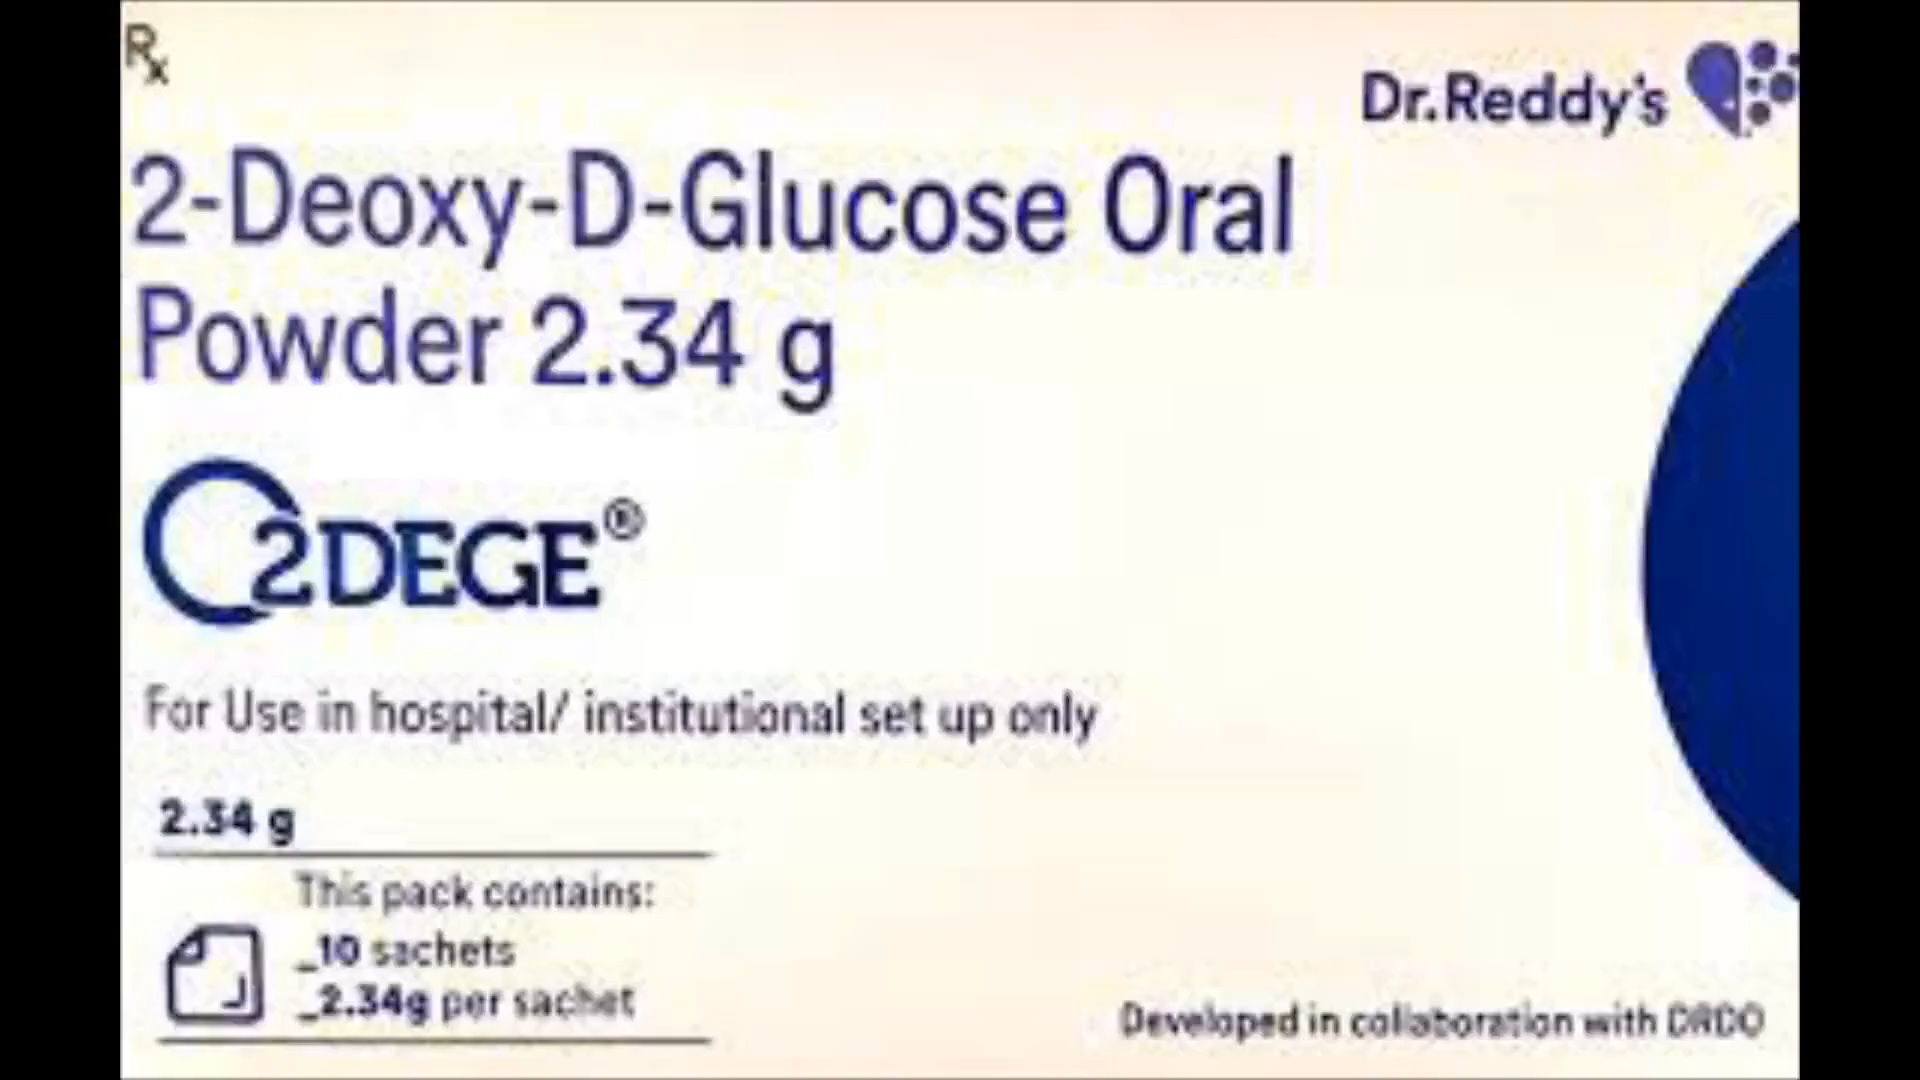 Rx
Dr.Reddy's
2-Deoxy-D-Glucose Oral
Powder 2.34 g
O2DEGE®
For Use in hospital/ institutional set up only
2.34 g
This pack contains:
_10 sachets
_2.34g per sachet
Developed in collaboration with DRDO